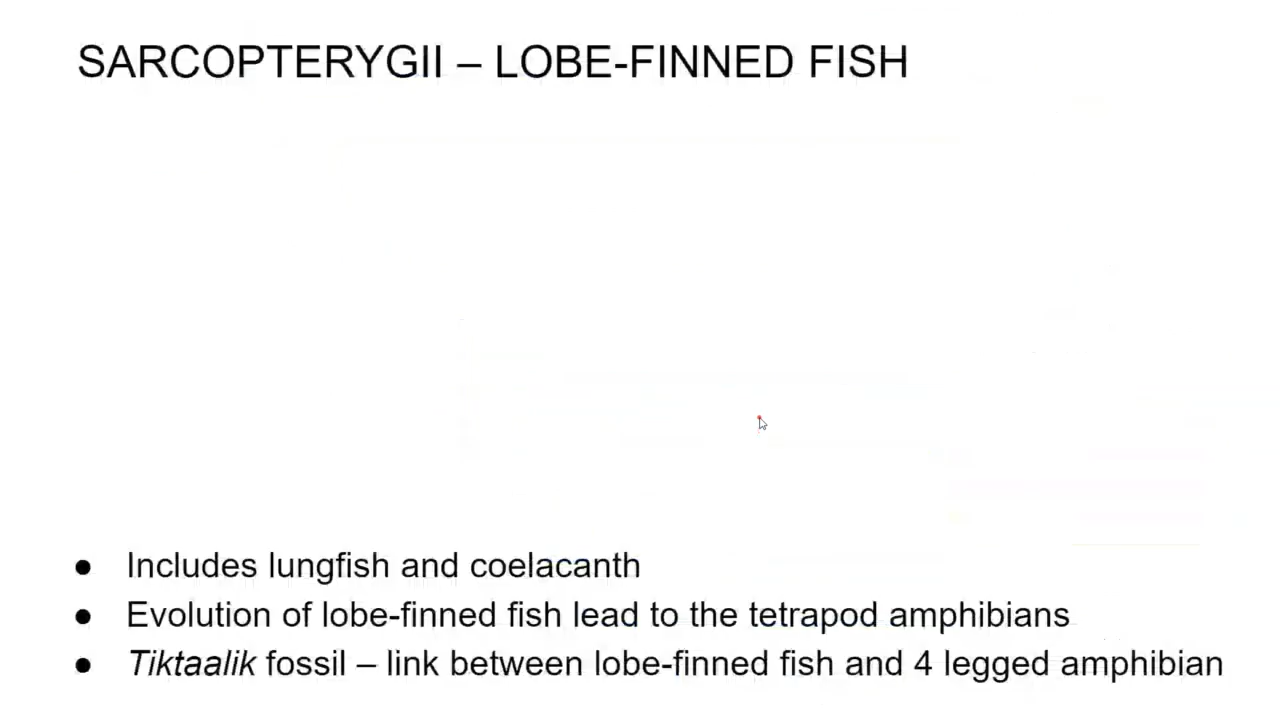 SARCOPTERYGII – LOBE-FINNED FISH
● Includes lungfish and coelacanth
● Evolution of lobe-finned fish lead to the tetrapod amphibians
● Tiktaalik fossil – link between lobe-finned fish and 4 legged amphibian